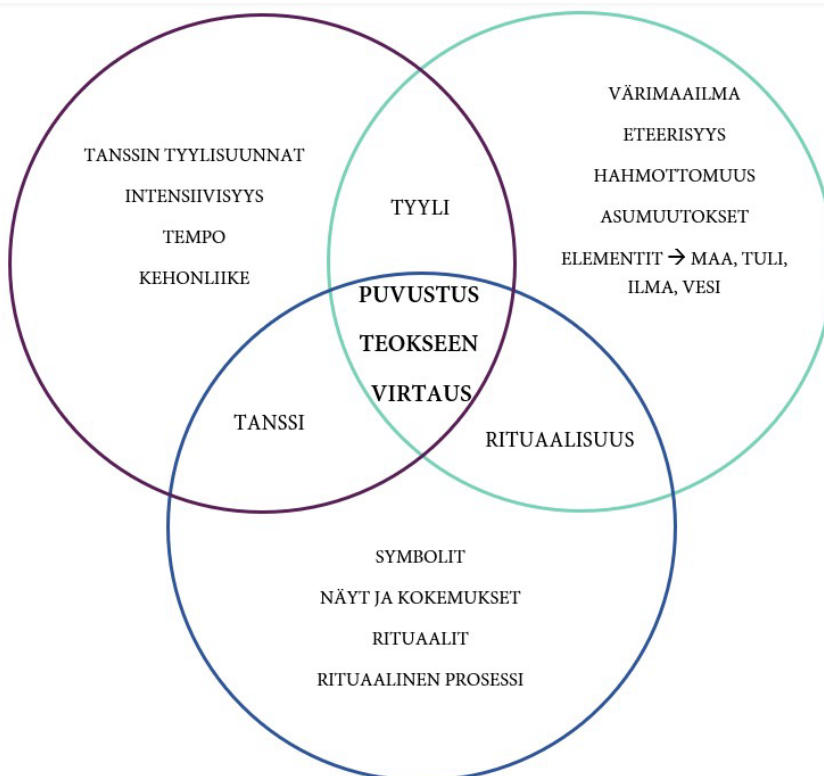 TANSSIN TYYLISUUNNAT
INTENSIIVISYYS
TEMPO
KEHONLIIKE
TYYLI
VÄRIMAAILMA
ETEERISYYS
HAHMOTTOMUUS
ASUMUUTOKSET
ELEMENTIT → MAA, TULI,
ILMA, VESI
PUVUSTUS
TEOKSEEN
VIRTAUS
TANSSI
RITUAALISUUS
SYMBOLIT
NÄYT JA KOKEMUKSET
RITUAALIT
RITUAALINEN PROSESSI